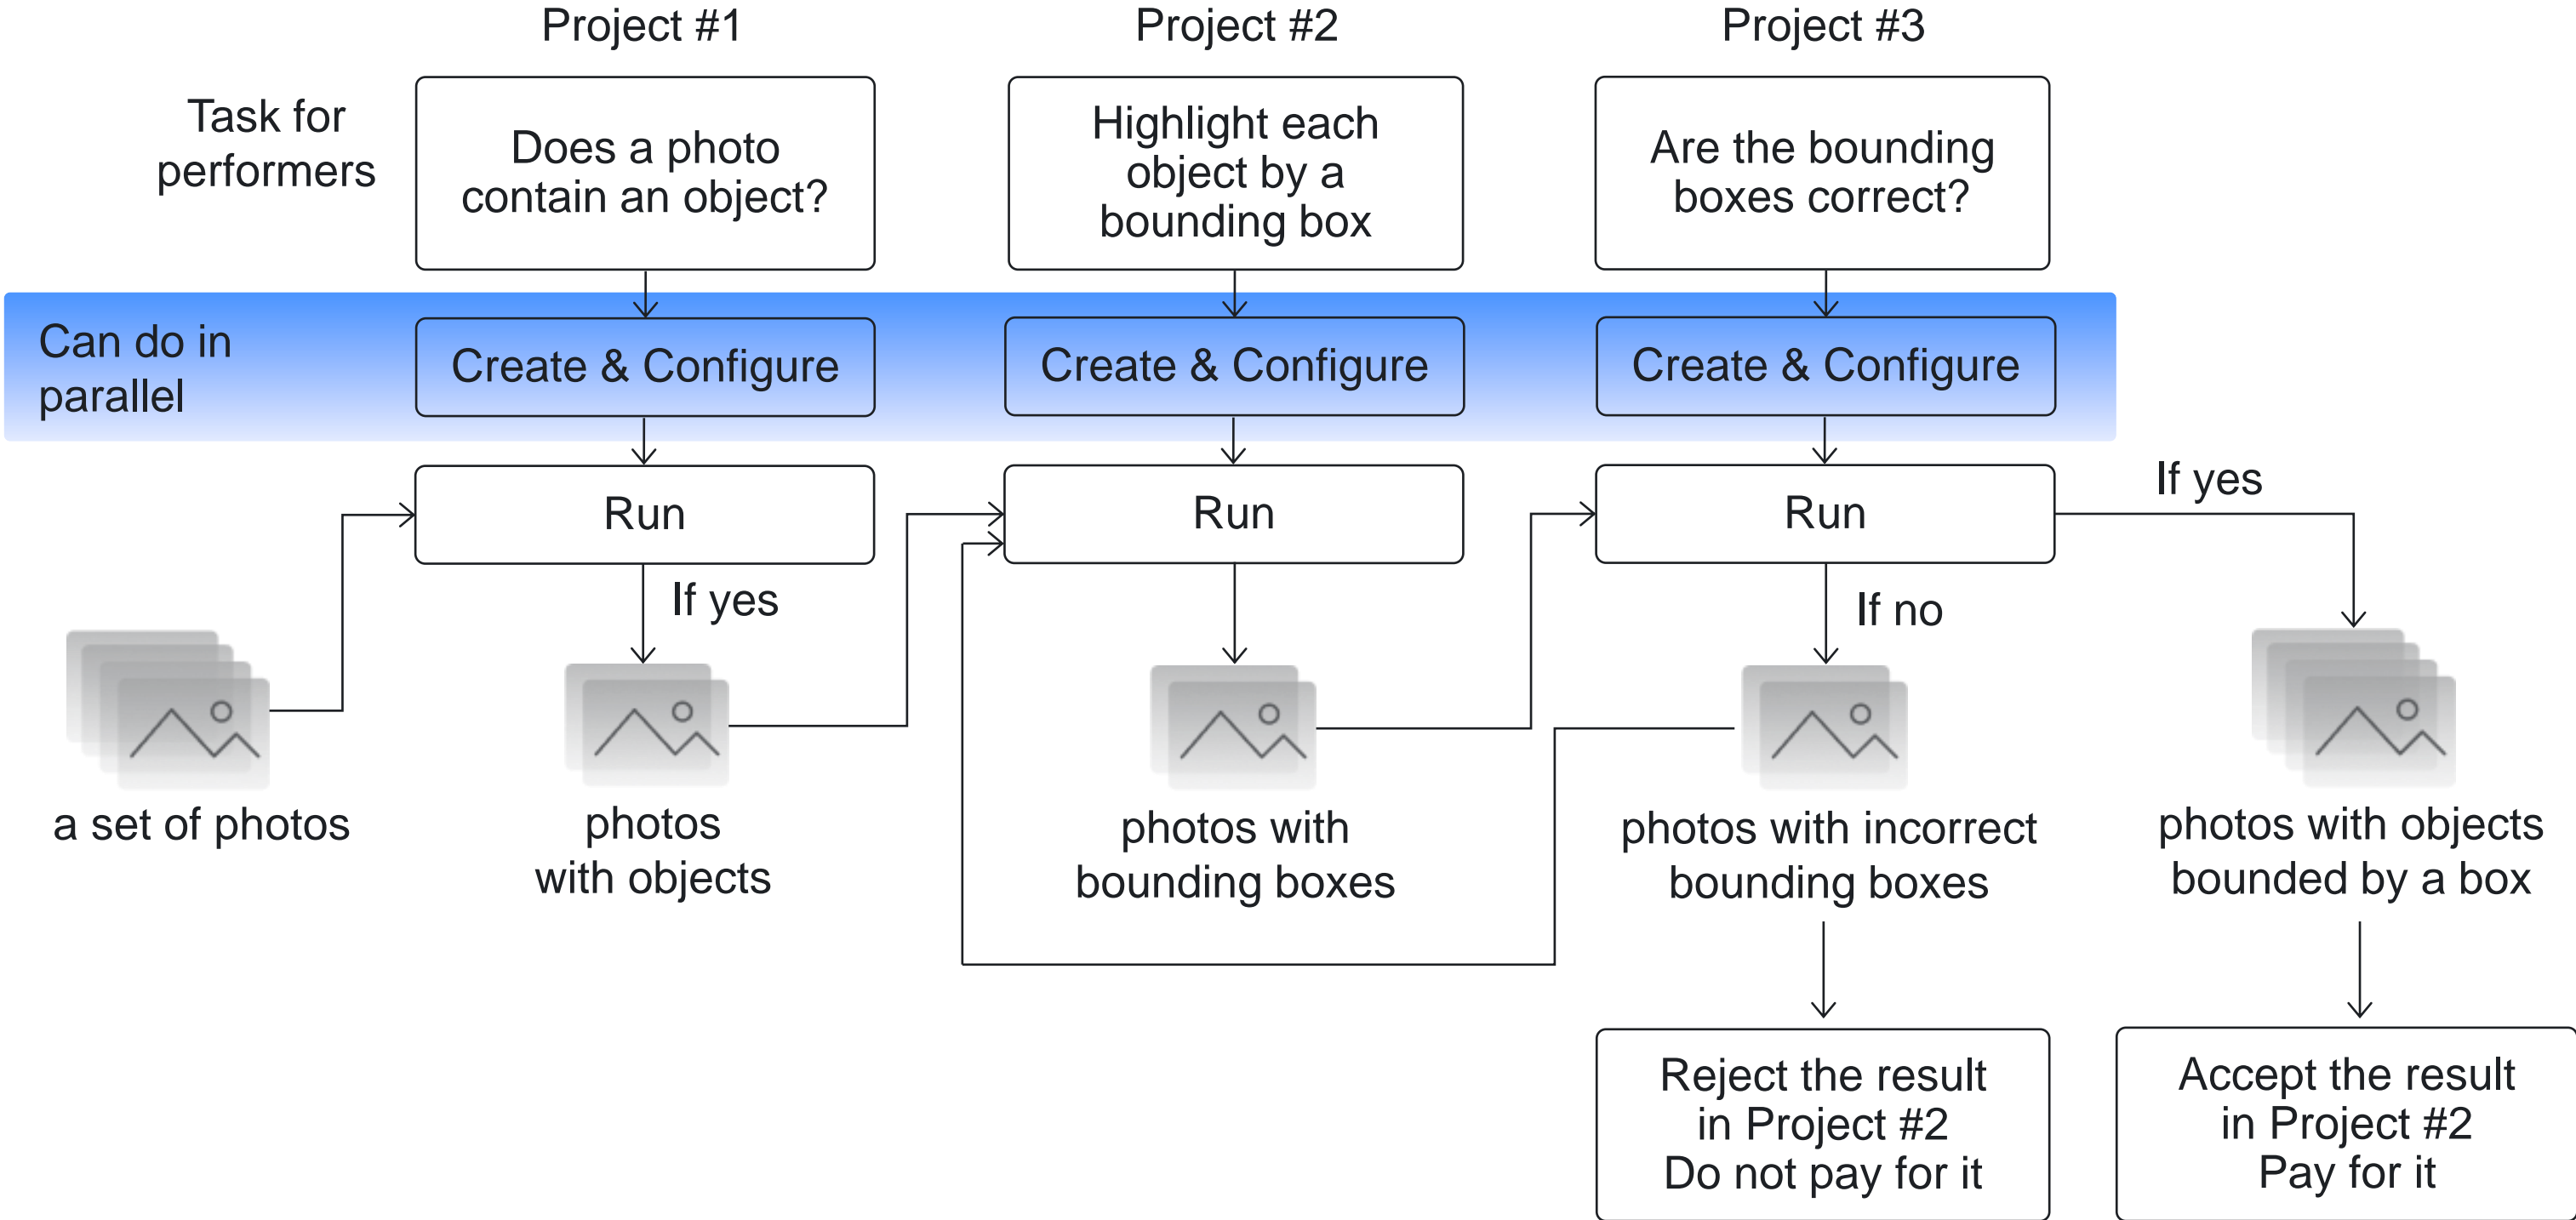 Project #1
Project #2
Project #3
Task for
performers
Does a photo
contain an object?
Highlight each
object by a
bounding box
Are the bounding
boxes correct?
Can do in
parallel
Create & Configure
Create & Configure
Create & Configure
Run
Run
Run
If yes
If yes
If no
a set of photos
photos
with objects
photos with
bounding boxes
photos with incorrect
bounding boxes
photos with objects
bounded by a box
Reject the result
in Project #2
Do not pay for it
Accept the result
in Project #2
Pay for it